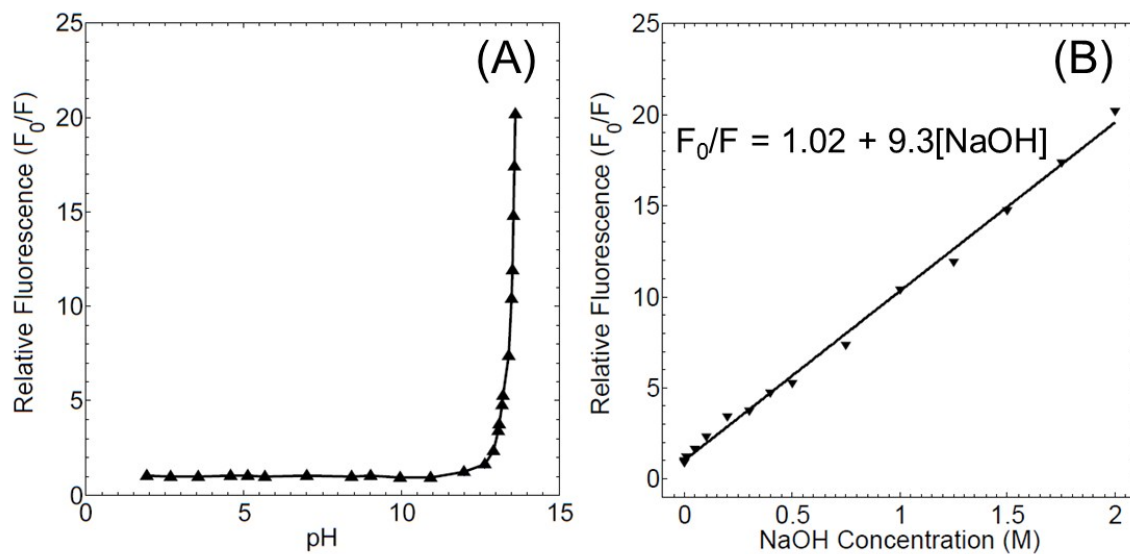 (A)
Relative Fluorescence (F₀/F)
25
20
15
10
5
0
0 5 10 15
pH
(B)
F₀/F = 1.02 + 9.3[NaOH]
Relative Fluorescence (F₀/F)
25
20
15
10
5
0
0 0.5 1 1.5 2
NaOH Concentration (M)